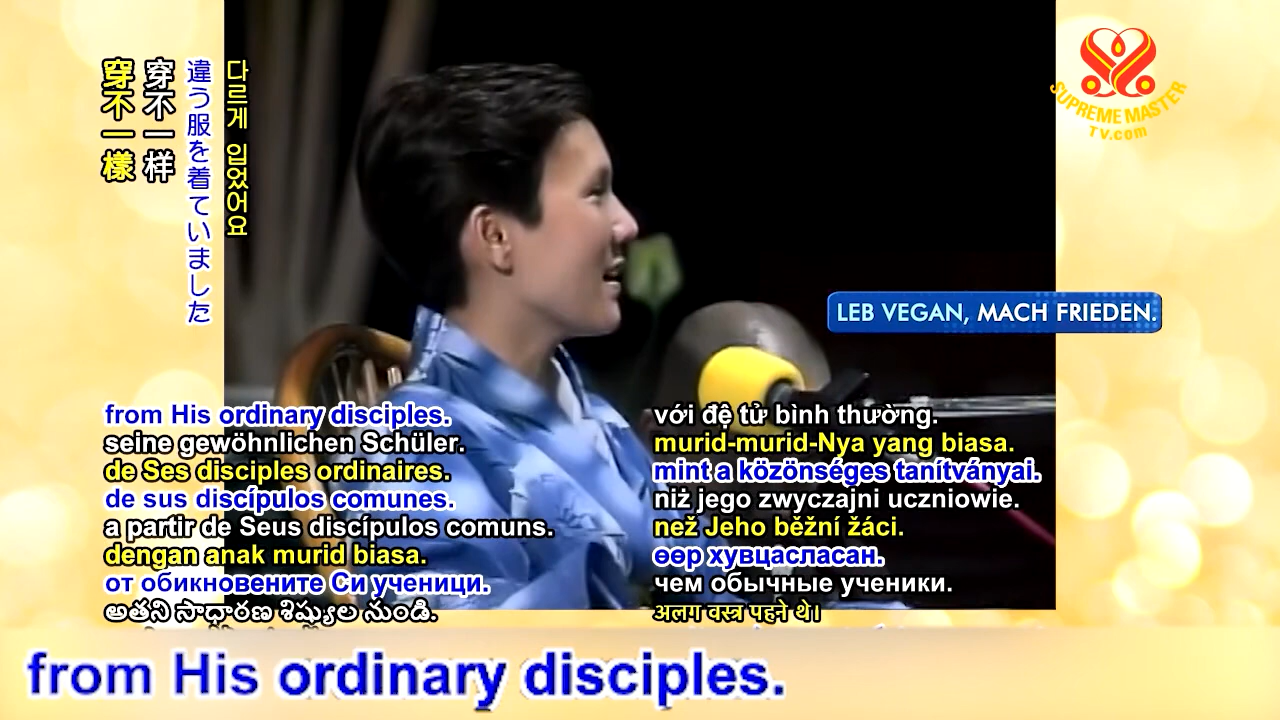 穿不一樣
穿不一样
違う服を着ていました
다르게 입었어요
SUPREME MASTER
TV.com
LEB VEGAN, MACH FRIEDEN.
from His ordinary disciples.
seine gewöhnlichen Schüler.
de Ses disciples ordinaires.
de sus discípulos comunes.
a partir de Seus discípulos comuns.
dengan anak murid biasa.
от обикновените Си ученици.
అతని సాధారణ శిష్యుల నుండి.
với đệ tử bình thường.
murid-murid-Nya yang biasa.
mint a közönséges tanítványai.
niż jego zwyczajni uczniowie.
než Jeho běžní žáci.
өөр хувцасласан.
чем обычные ученики.
अलग वस्त्र पहने थे।
from His ordinary disciples.